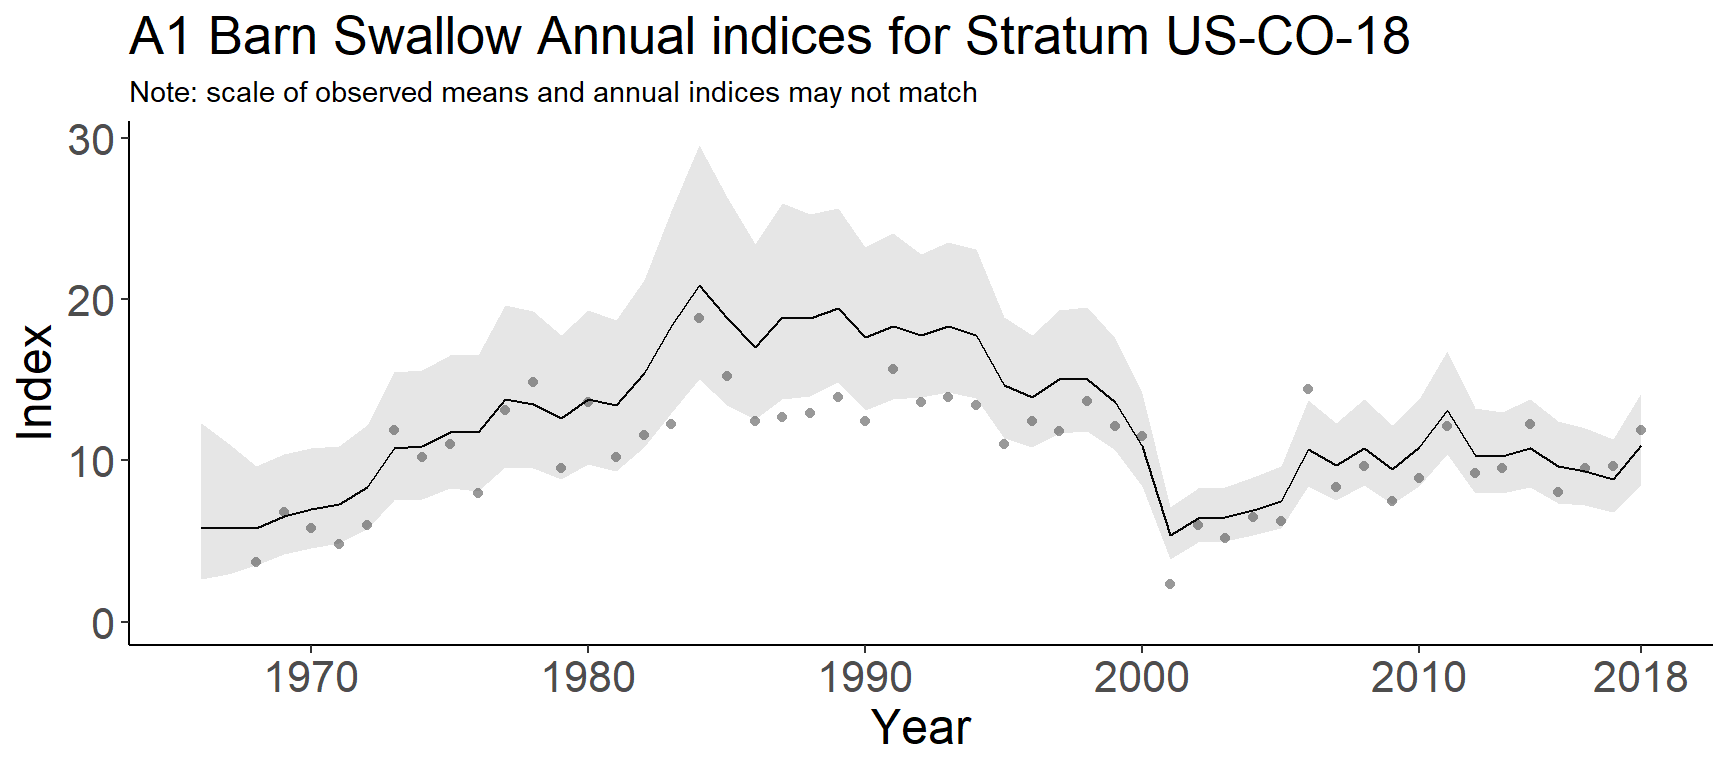 A1 Barn Swallow Annual indices for Stratum US-CO-18
Note: scale of observed means and annual indices may not match
30
20
10
0
Index
1970 1980 1990 2000 2010 2018
Year